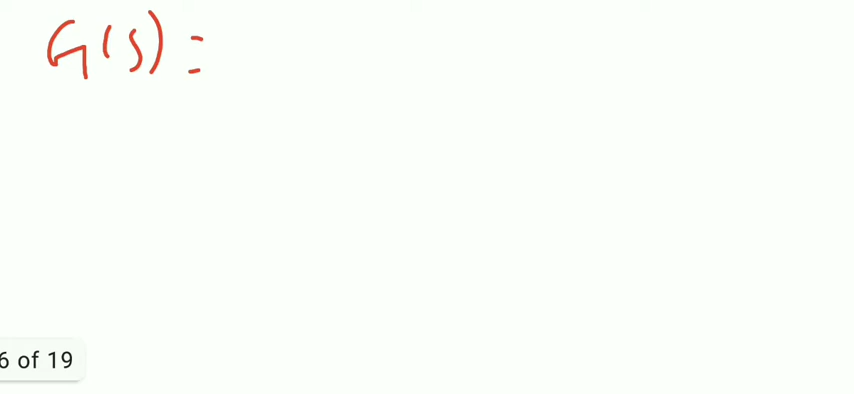 G(s) =
6 of 19